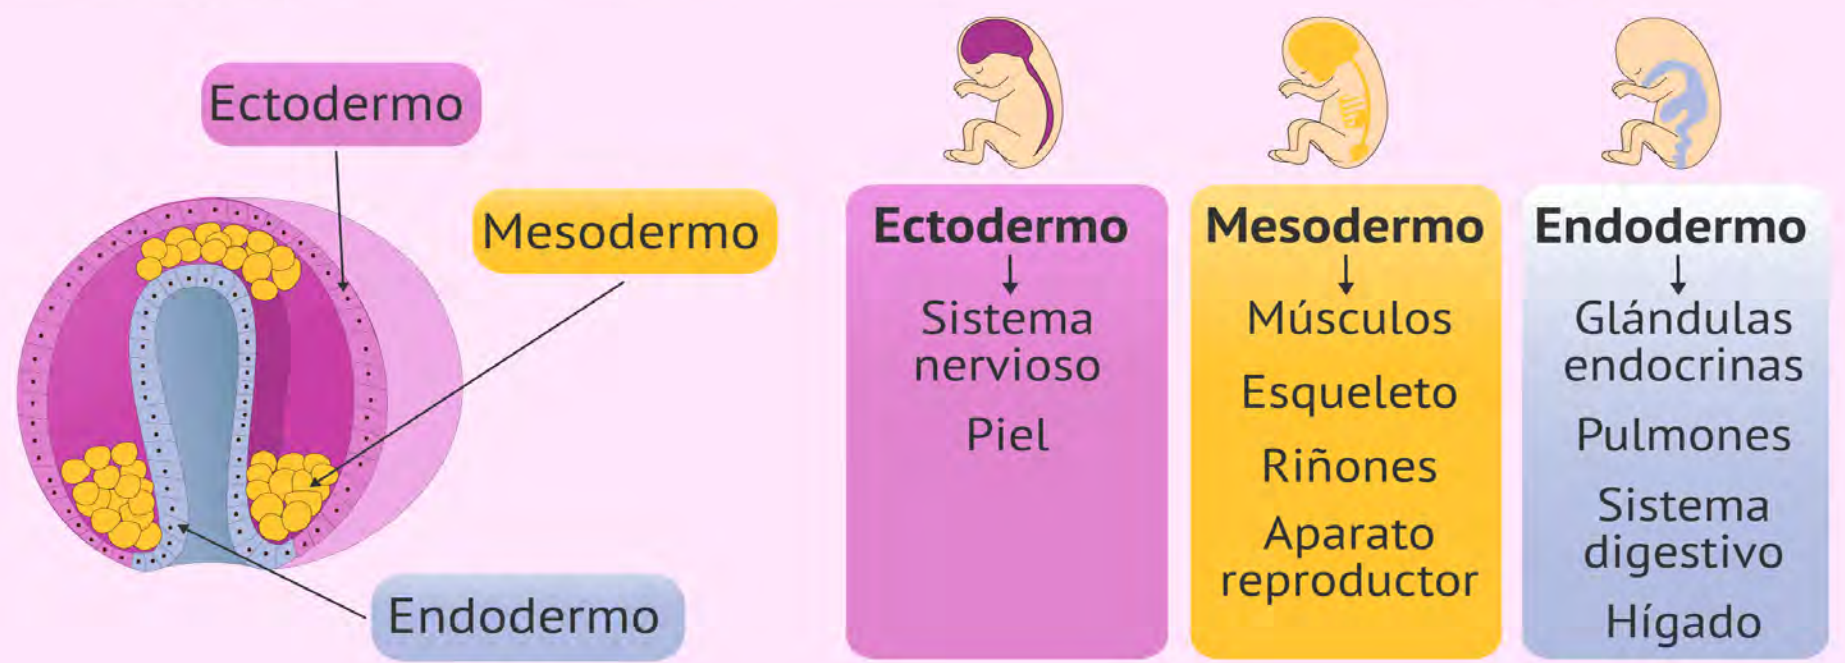 Ectodermo
Mesodermo
Endodermo
Ectodermo
Sistema
nervioso
Piel
Mesodermo
Músculos
Esqueleto
Riñones
Aparato
reproductor
Endodermo
Glándulas
endocrinas
Pulmones
Sistema
digestivo
Hígado